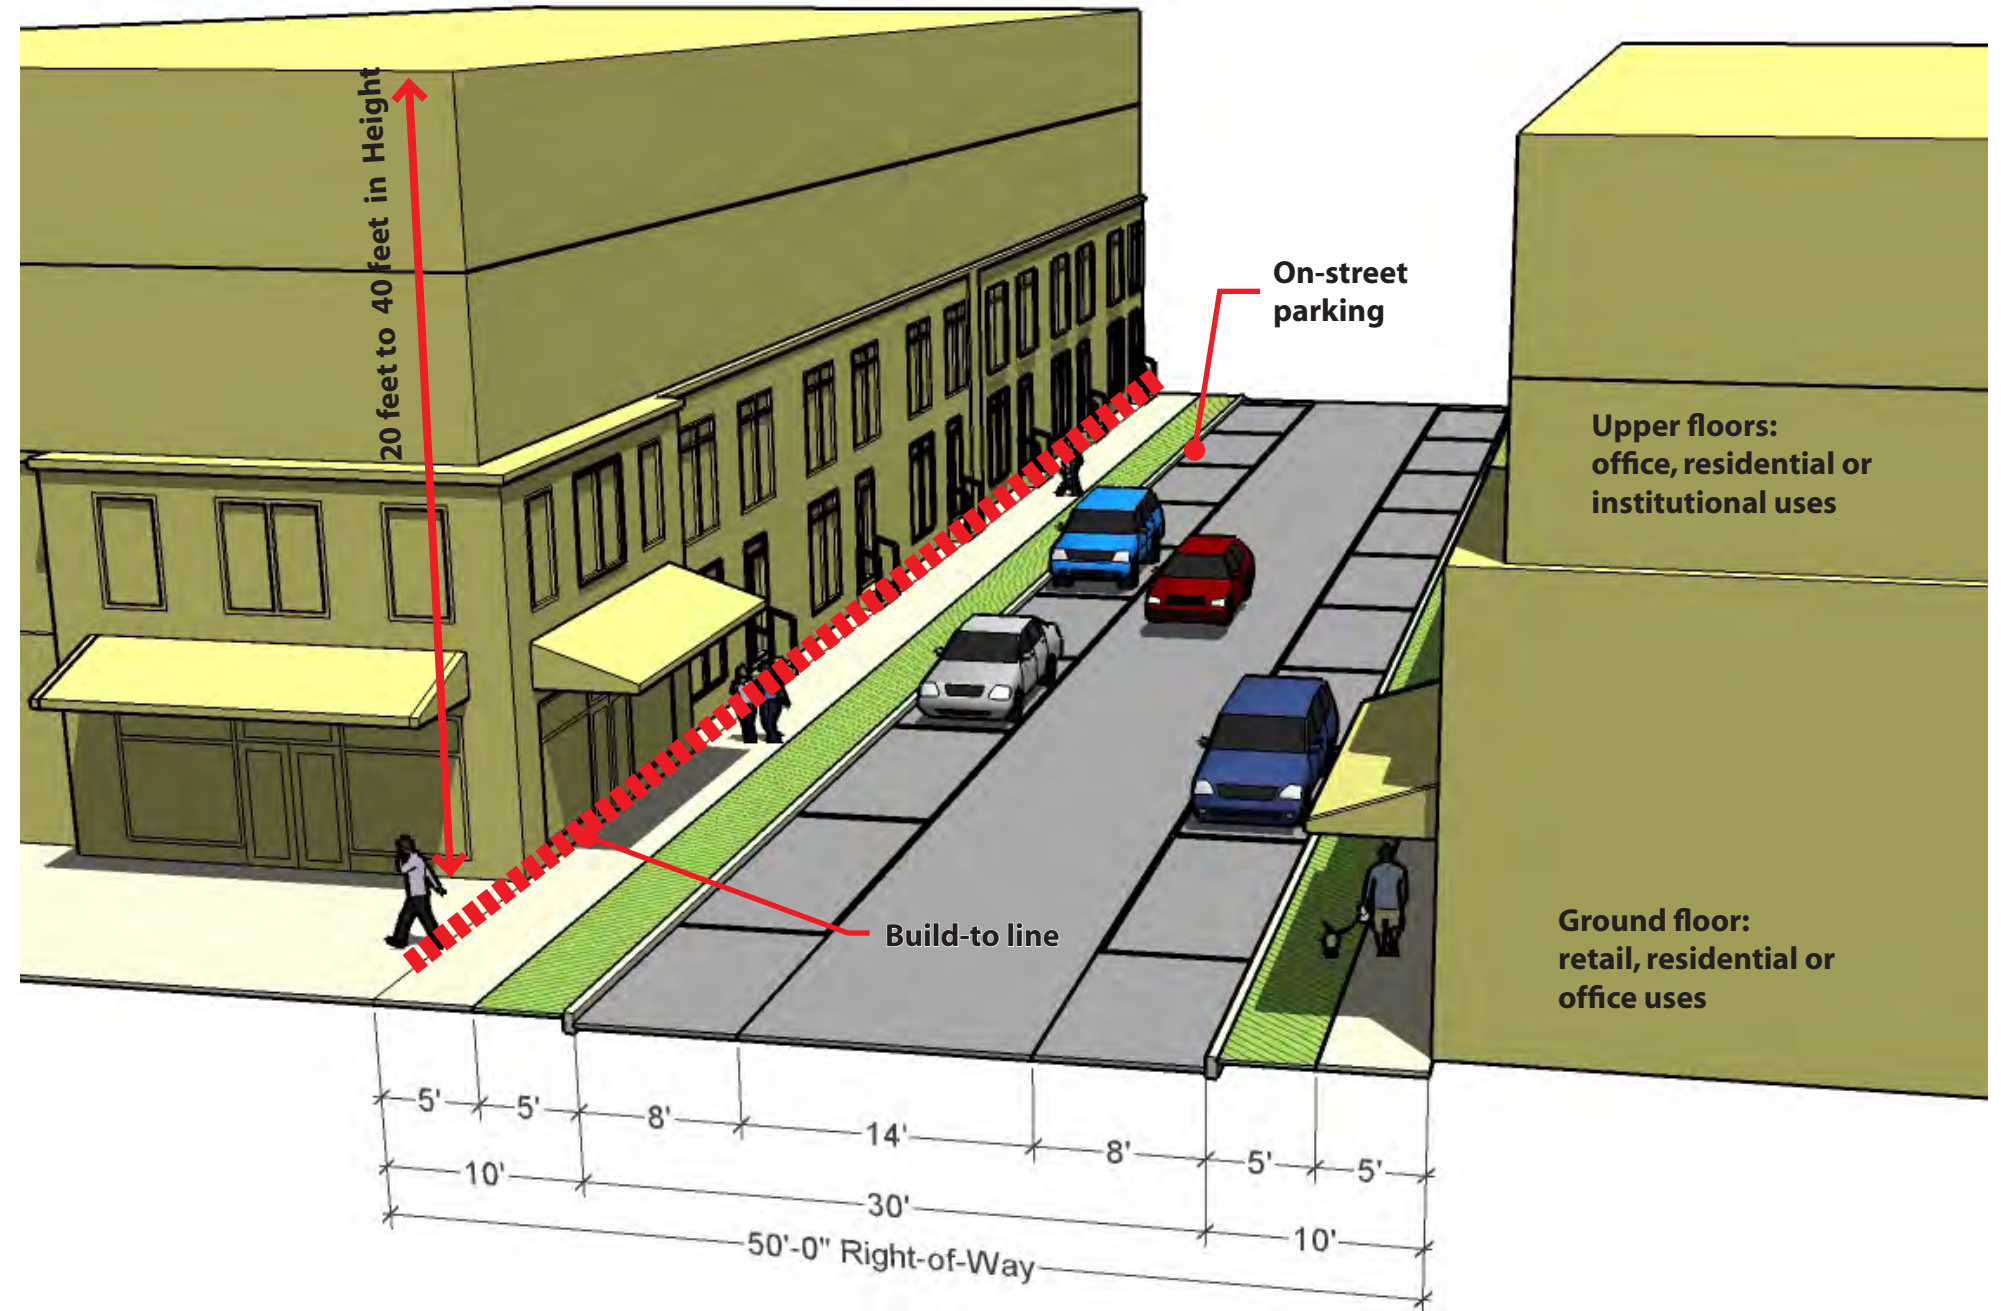 20 feet to 40 feet in Height
On-street
parking
Upper floors:
office, residential or
institutional uses
Build-to line
Ground floor:
retail, residential or
office uses
5' 5' 8' 14' 8' 5' 5'
10' 30' 10'
50'-0" Right-of-Way